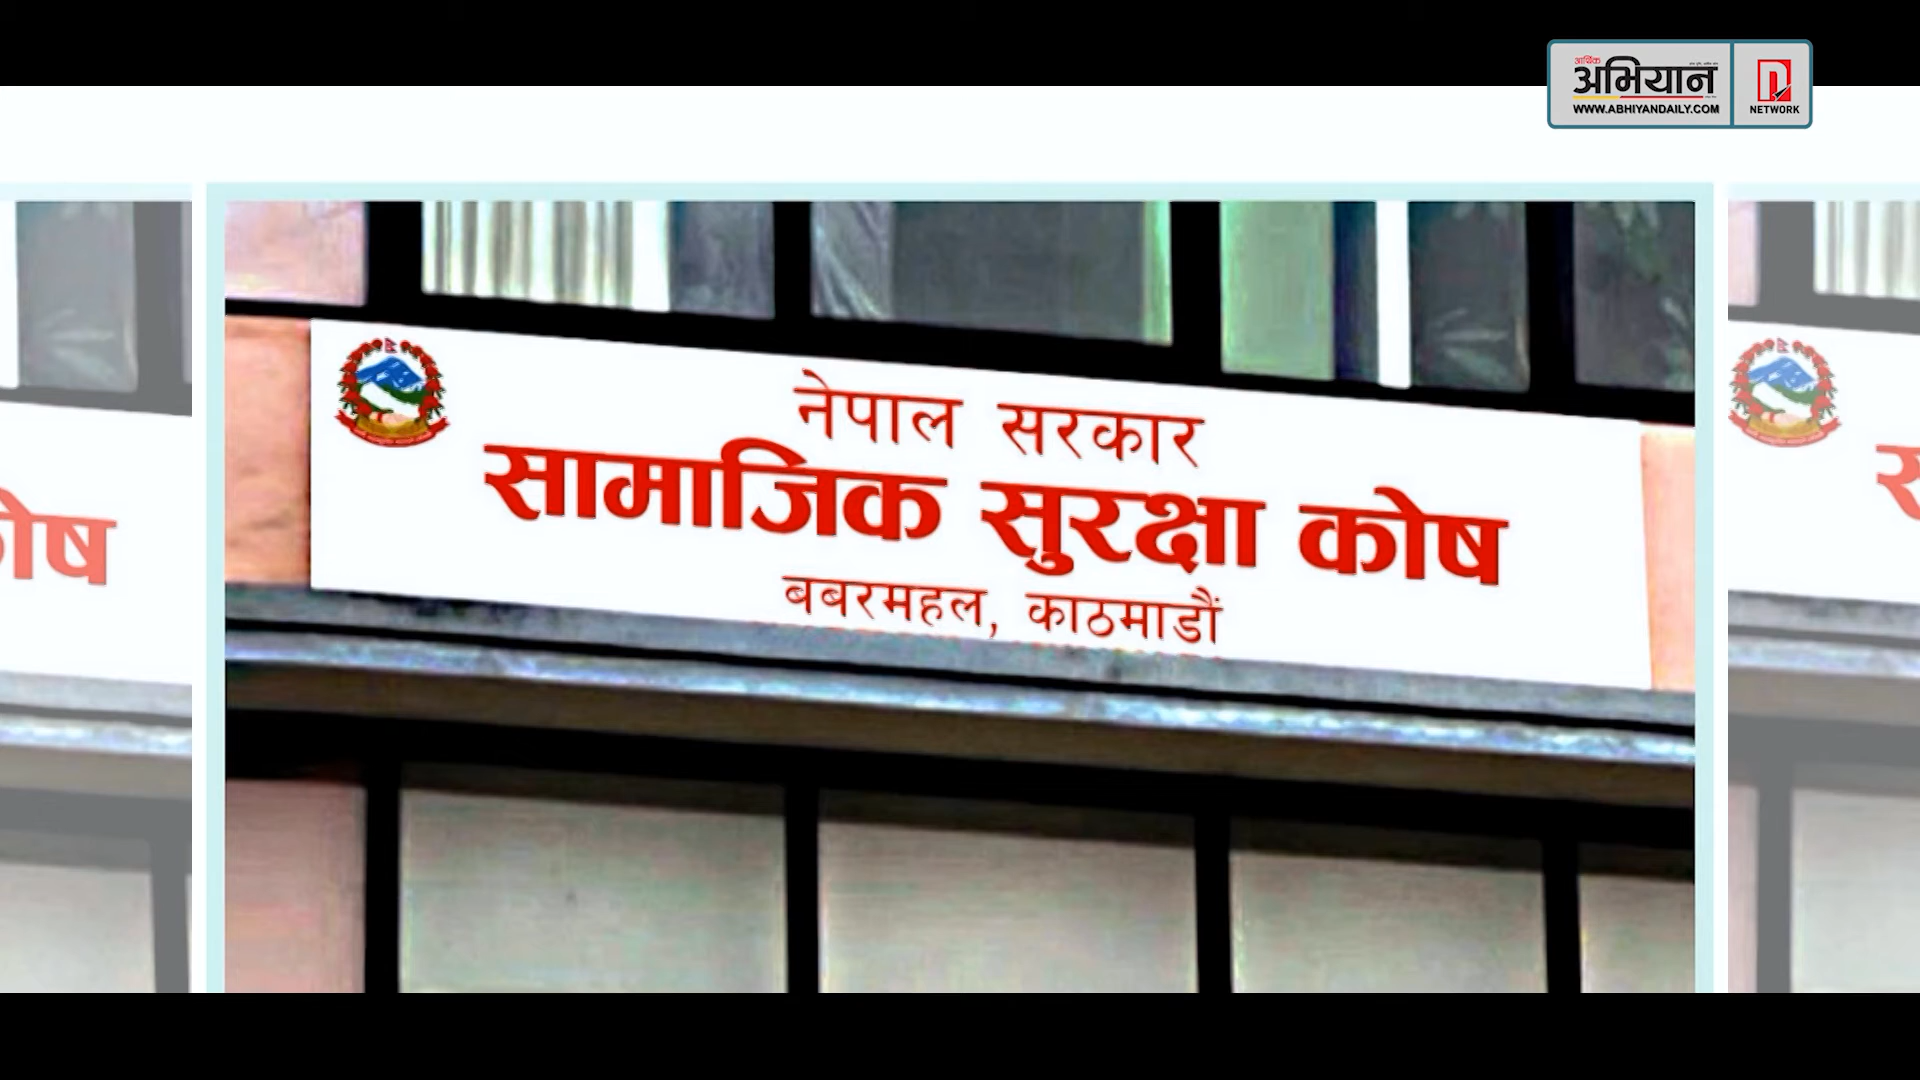 आर्थिक
अभियान
WWW.ABHIYANDAILY.COM
NETWORK
नेपाल सरकार
सामाजिक सुरक्षा कोष
बबरमहल, काठमाडौं
कोष